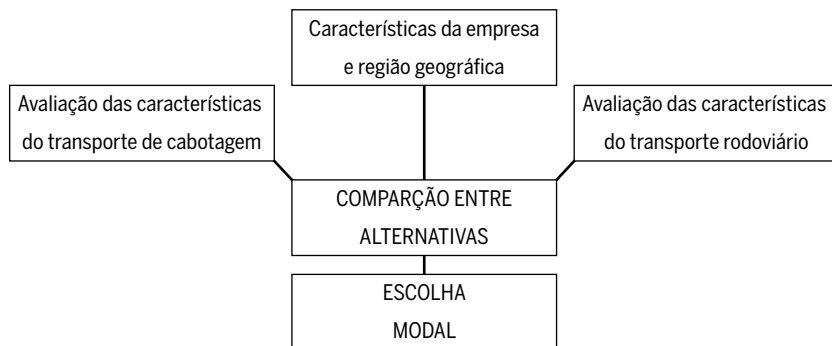 Características da empresa
e região geográfica
Avaliação das características
do transporte de cabotagem
Avaliação das características
do transporte rodoviário
COMPARÇÃO ENTRE
ALTERNATIVAS
ESCOLHA
MODAL